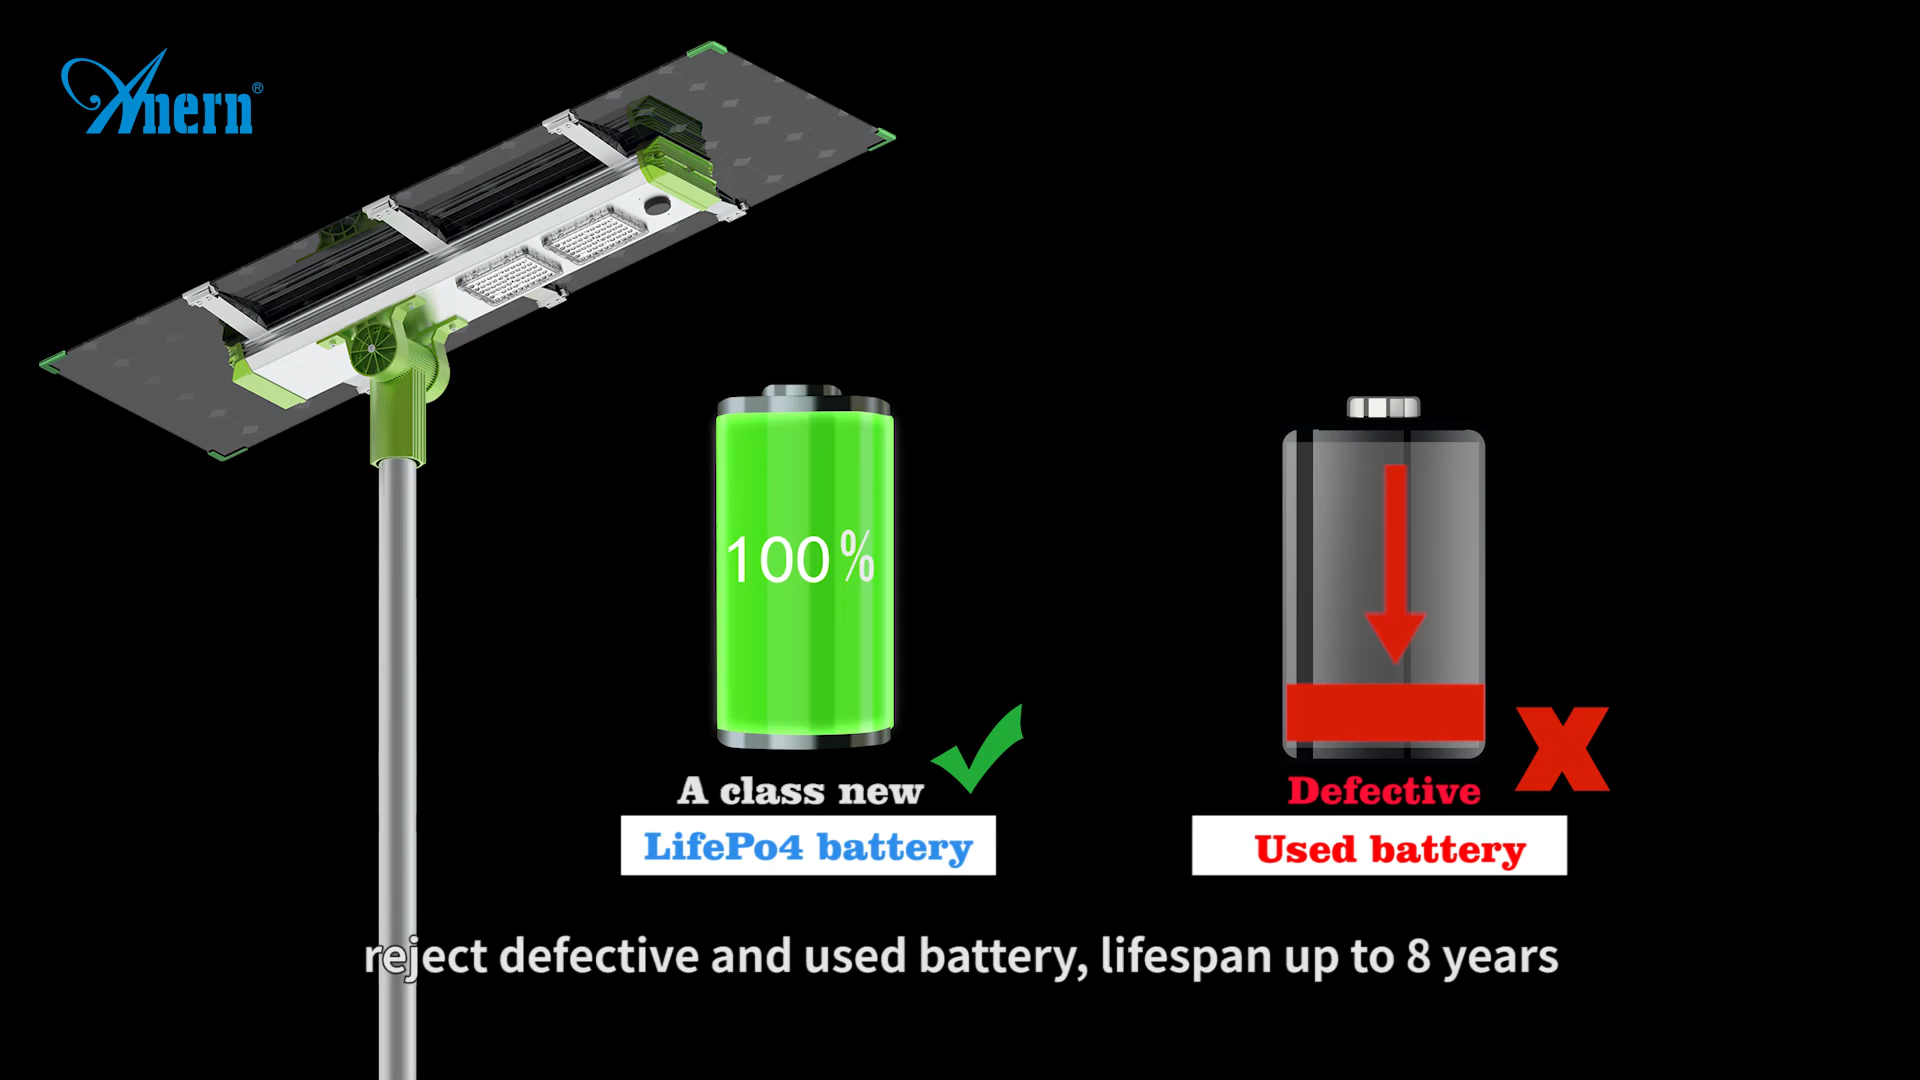 Anern®
100%
A class new
LifePo4 battery
Defective
Used battery
reject defective and used battery, lifespan up to 8 years